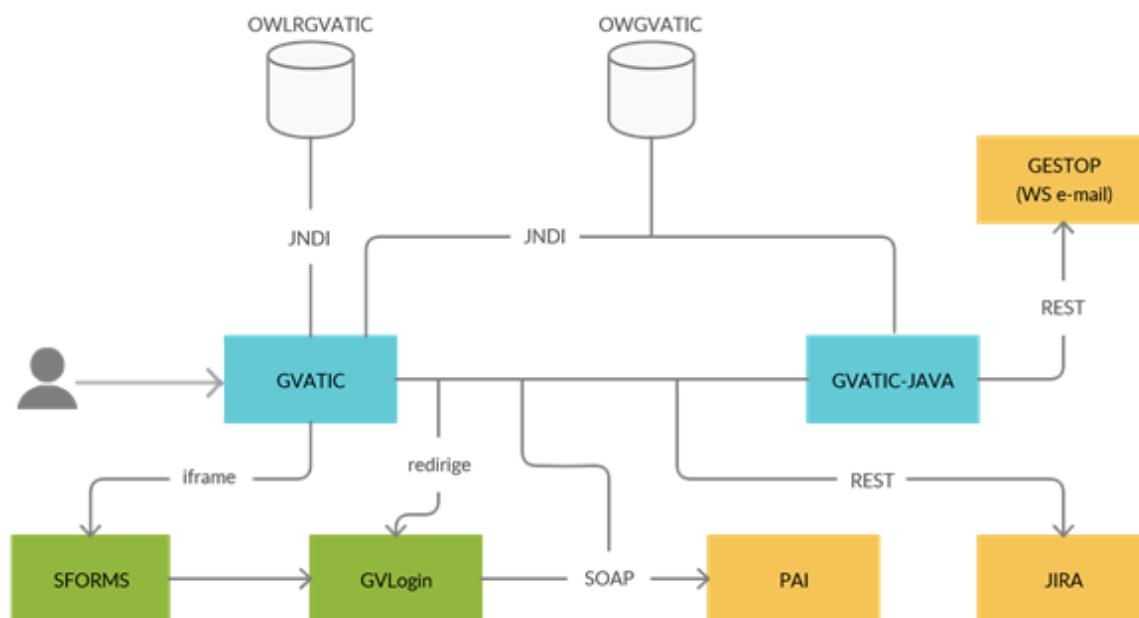 OWLRGVATIC
OWGVATIC
GESTOP
(WS e-mail)
JNDI
JNDI
REST
GVATIC
GVATIC-JAVA
iframe
redirige
REST
SFORMS
GVLogin
SOAP
PAI
JIRA